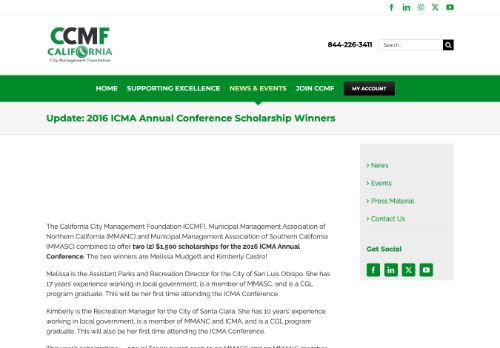 CCMF
CALIFORNIA
City Management Foundation
844-226-3411
Search...
HOME SUPPORTING EXCELLENCE NEWS & EVENTS JOIN CCMF MY ACCOUNT
Update: 2016 ICMA Annual Conference Scholarship Winners
> News
> Events
> Press Material
> Contact Us
Get Social
The California City Management Foundation (CCMF), Municipal Management Association of
Northern California (MMANC) and Municipal Management Association of Southern California
(MMASC) combined to offer two (2) $1,500 scholarships for the 2016 ICMA Annual
Conference. The two winners are Melissa Mudgett and Kimberly Castro!
Melissa is the Assistant Parks and Recreation Director for the City of San Luis Obispo. She has
17 years' experience working in local government, is a member of MMASC, and is a CGL
program graduate. This will be her first time attending the ICMA Conference.
Kimberly is the Recreation Manager for the City of Santa Clara. She has 10 years' experience
working in local government, is a member of MMANC and ICMA, and is a CGL program
graduate. This will also be her first time attending the ICMA Conference.